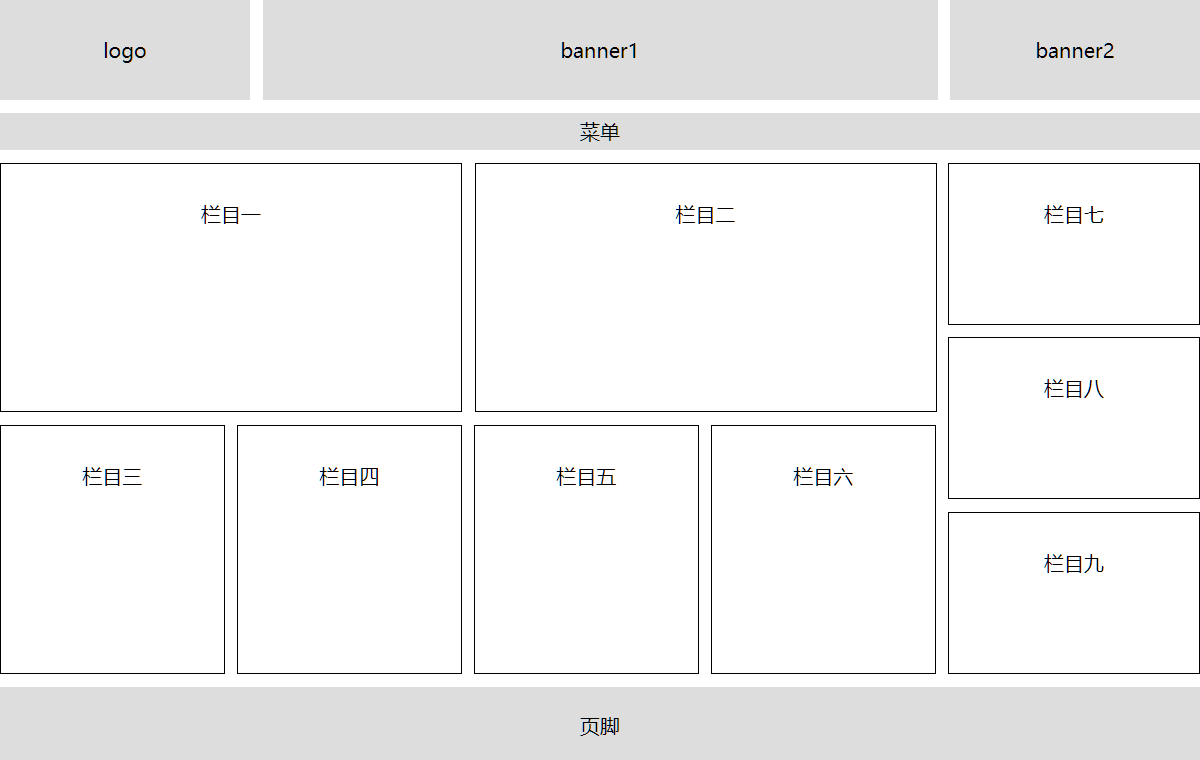 logo
banner1
banner2
菜单
栏目一
栏目二
栏目七
栏目八
栏目三
栏目四
栏目五
栏目六
栏目九
页脚